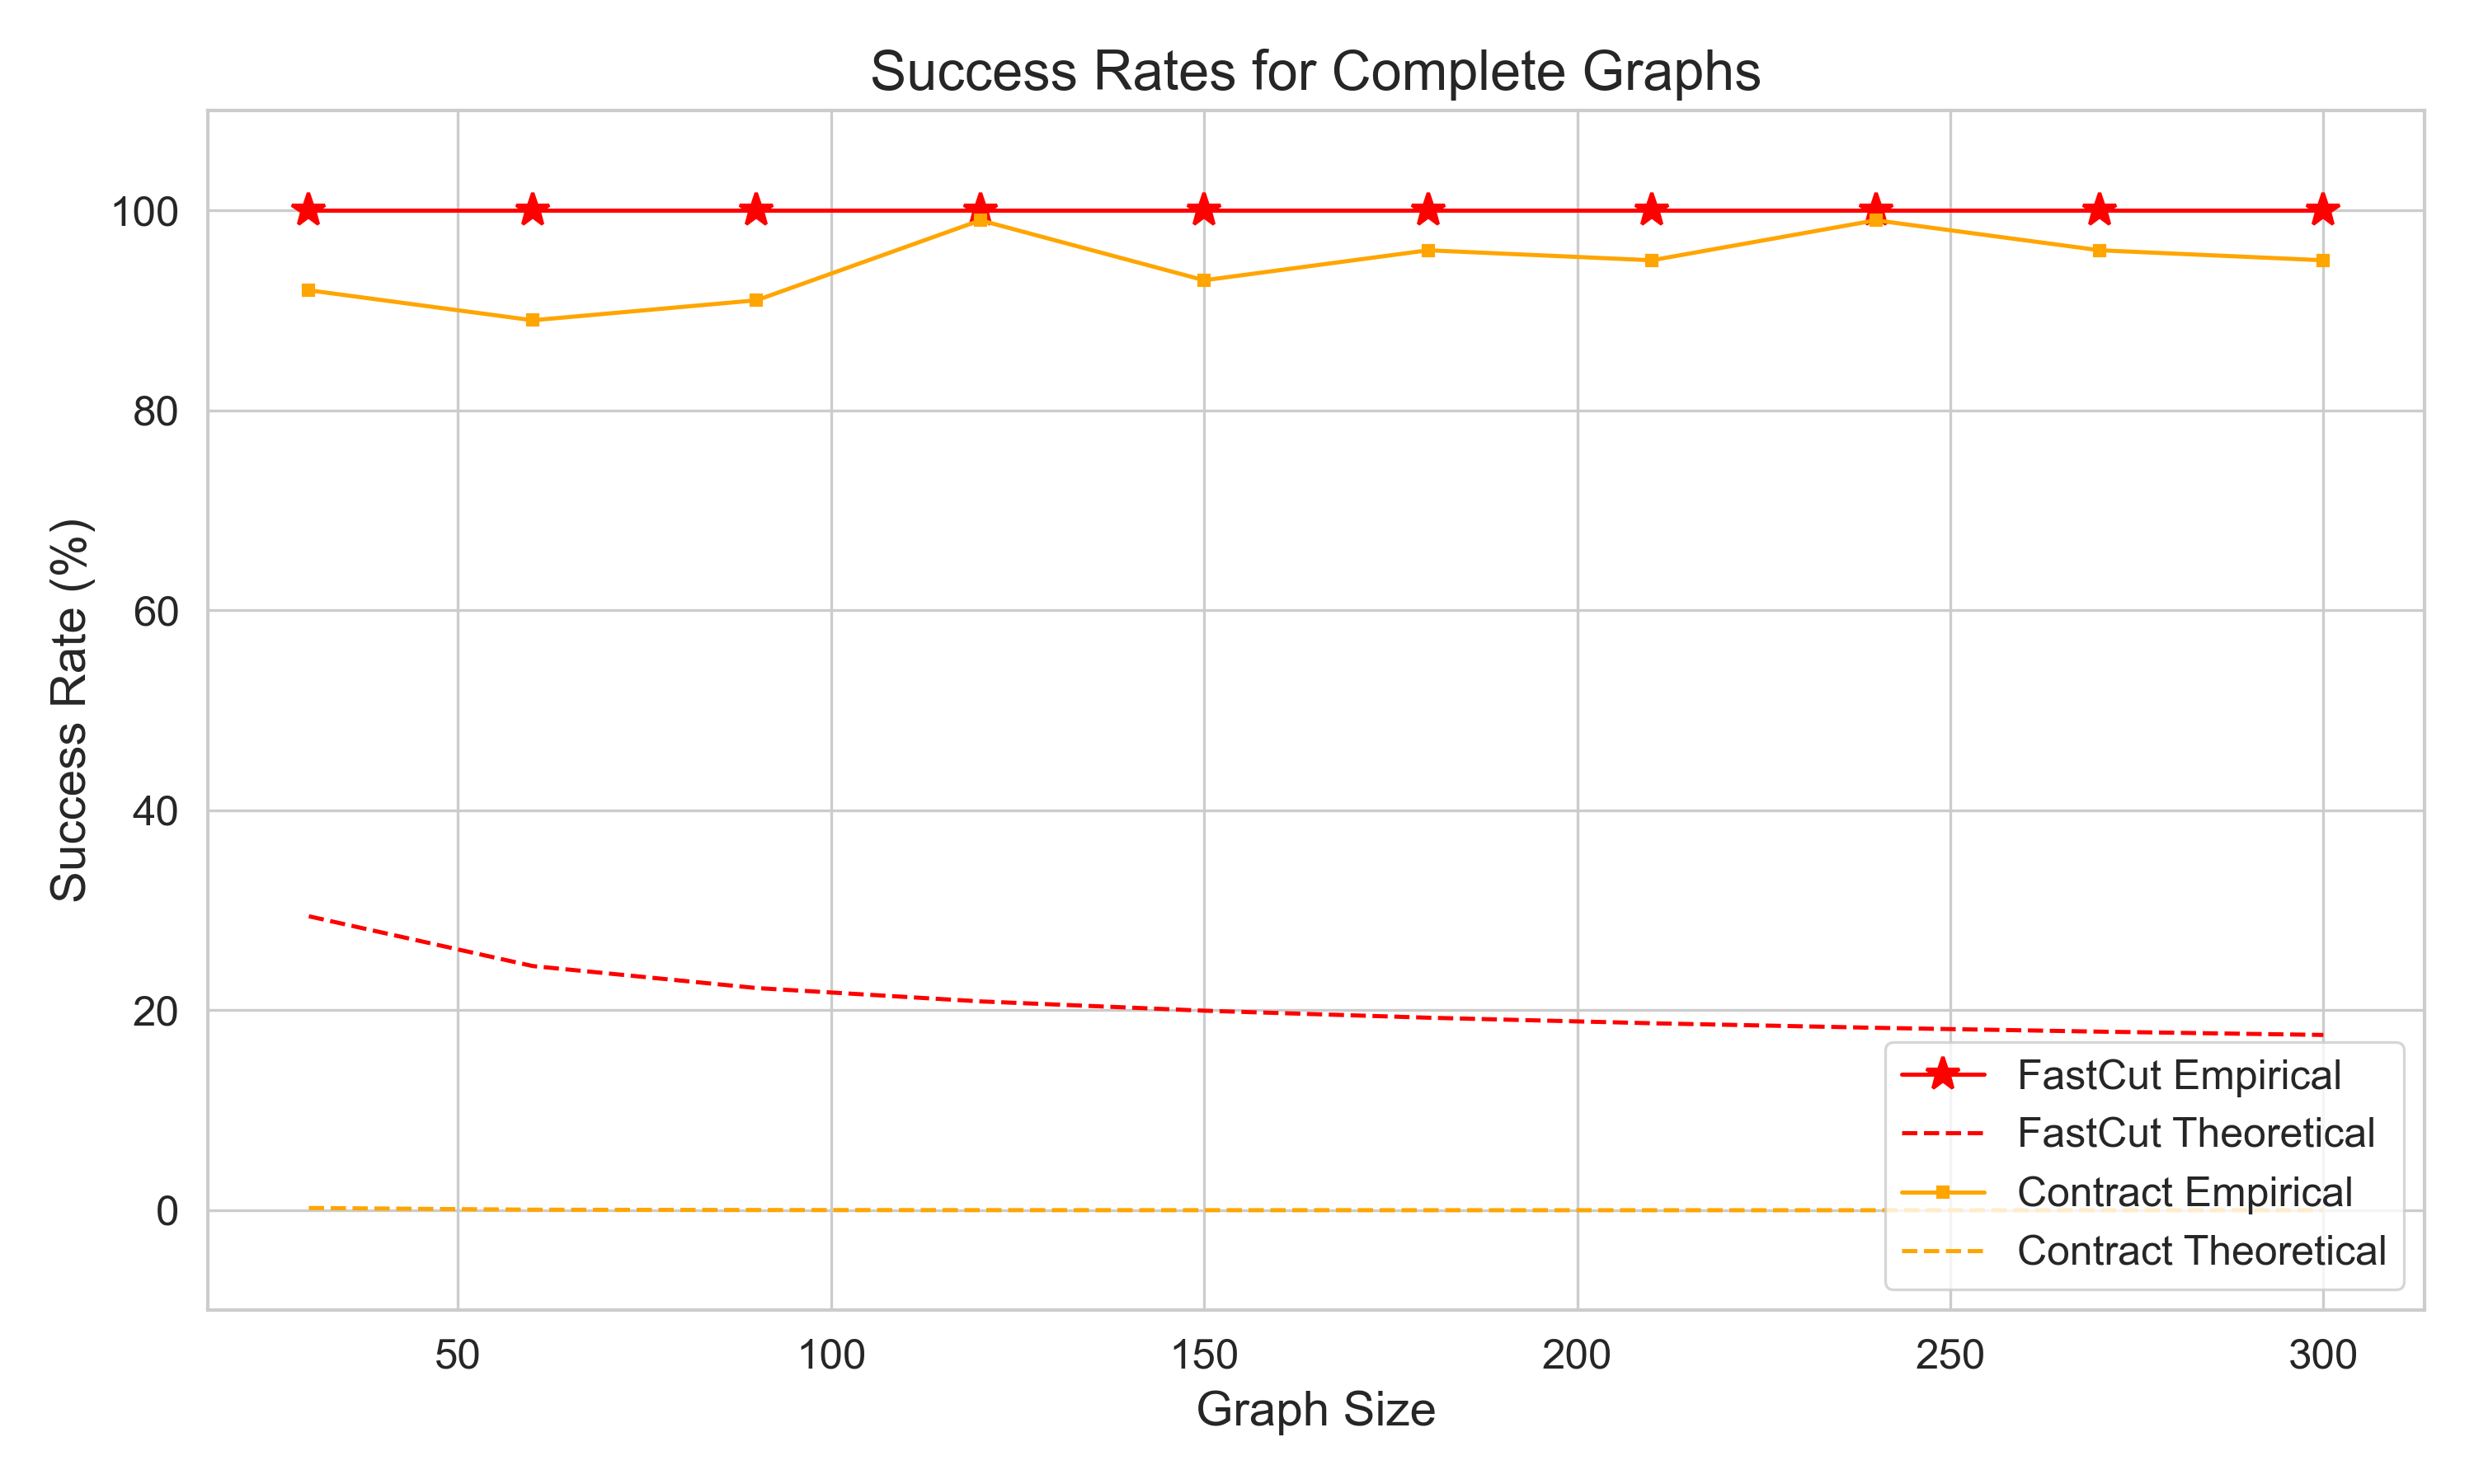 Success Rates for Complete Graphs
Success Rate (%)
100
80
60
40
20
0
FastCut Empirical
FastCut Theoretical
Contract Empirical
Contract Theoretical
50 100 150 200 250 300
Graph Size